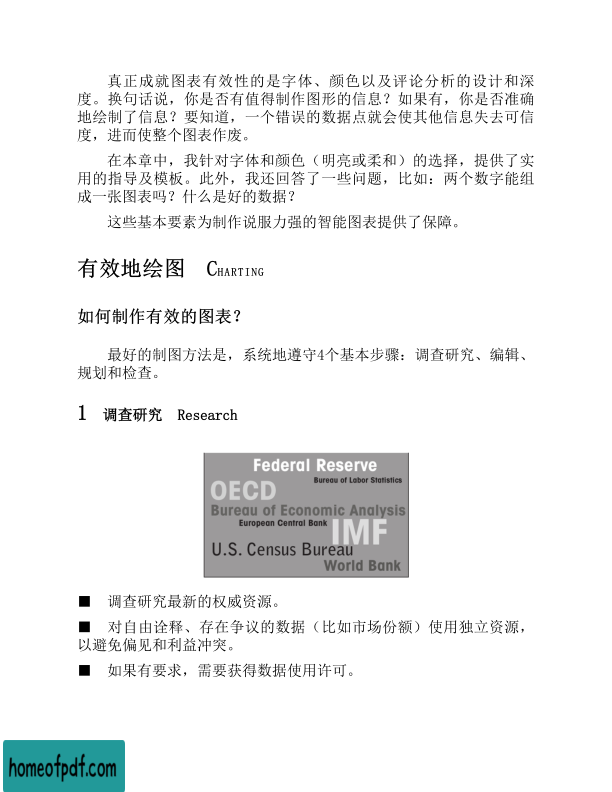 真正成就图表有效性的是字体、颜色以及评论分析的设计和深
度。换句话说，你是否有值得制作图形的信息？如果有，你是否准确
地绘制了信息？要知道，一个错误的数据点就会使其他信息失去可信
度，进而使整个图表作废。
在本章中，我针对字体和颜色（明亮或柔和）的选择，提供了实
用的指导及模板。此外，我还回答了一些问题，比如：两个数字能组
成一张图表吗？什么是好的数据？
这些基本要素为制作说服力强的智能图表提供了保障。
有效地绘图 CHARTING
如何制作有效的图表？
最好的制图方法是，系统地遵守4个基本步骤：调查研究、编辑、
规划和检查。
1 调查研究 Research
Federal Reserve
Bureau of Labor Statistics
OECD
Bureau of Economic Analysis
European Central Bank
IMF
U.S. Census Bureau
World Bank
■ 调查研究最新的权威资源。
■ 对自由诠释、存在争议的数据（比如市场份额）使用独立资源，
以避免偏见和利益冲突。
■ 如果有要求，需要获得数据使用许可。
homeofpdf.com